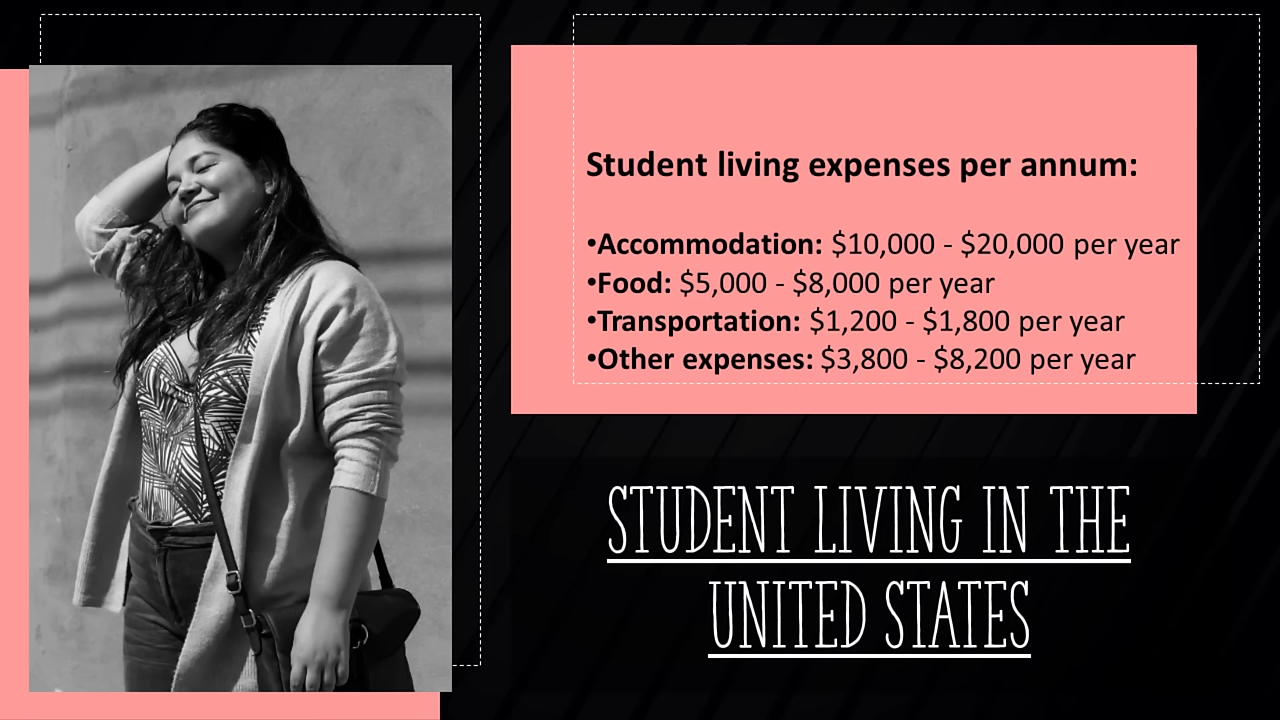 Student living expenses per annum:
•Accommodation: $10,000 - $20,000 per year
•Food: $5,000 - $8,000 per year
•Transportation: $1,200 - $1,800 per year
•Other expenses: $3,800 - $8,200 per year
STUDENT LIVING IN THE
UNITED STATES